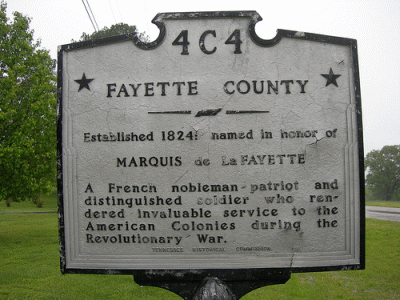 4C4
FAYETTE COUNTY
Established 1824; named in honor of
MARQUIS de LaFAYETTE
A French nobleman-patriot and
distinguished soldier who ren-
dered invaluable service to the
American Colonies during the
Revolutionary War.
TENNESSEE HISTORICAL COMMISSION